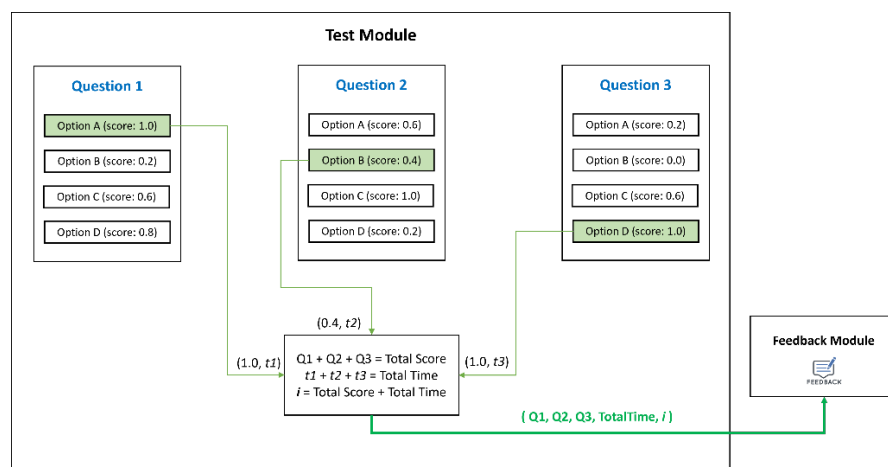 Test Module
Question 1
Option A (score: 1.0)
Option B (score: 0.2)
Option C (score: 0.6)
Option D (score: 0.8)
Question 2
Option A (score: 0.6)
Option B (score: 0.4)
Option C (score: 1.0)
Option D (score: 0.2)
Question 3
Option A (score: 0.2)
Option B (score: 0.0)
Option C (score: 0.6)
Option D (score: 1.0)
(0.4, t2)
(1.0, t1)
(1.0, t3)
Q1 + Q2 + Q3 = Total Score
t1 + t2 + t3 = Total Time
i = Total Score + Total Time
( Q1, Q2, Q3, TotalTime, i )
Feedback Module
FEEDBACK